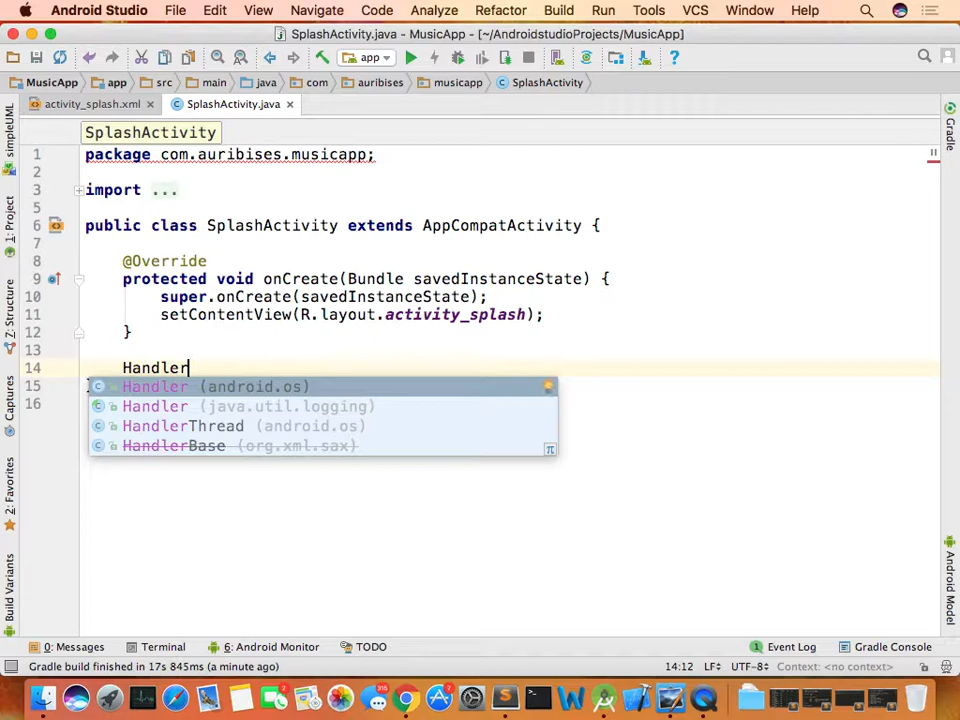 Android Studio File Edit View Navigate Code Analyze Refactor Build Run Tools VCS Window Help
SplashActivity.java - MusicApp - [~/AndroidstudioProjects/MusicApp]
app
MusicApp app src main java com auribises musicapp SplashActivity
activity_splash.xml SplashActivity.java
SplashActivity
1 package com.auribises.musicapp;
2
3 import ...
5
6 public class SplashActivity extends AppCompatActivity {
7
8 @Override
9 protected void onCreate(Bundle savedInstanceState) {
10 super.onCreate(savedInstanceState);
11 setContentView(R.layout.activity_splash);
12 }
13
14 Handler
15 Handler (android.os)
16 Handler (java.util.logging)
HandlerThread (android.os)
HandlerBase (org.xml.sax)
π
simpleUML
1: Project
7: Structure
Captures
2: Favorites
Build Variants
Gradle
Android Model
0: Messages Terminal 6: Android Monitor TODO 1 Event Log Gradle Console
Gradle build finished in 17s 845ms (a minute ago) 14:12 LF÷ UTF-8÷ Context: <no context>
2 315 7